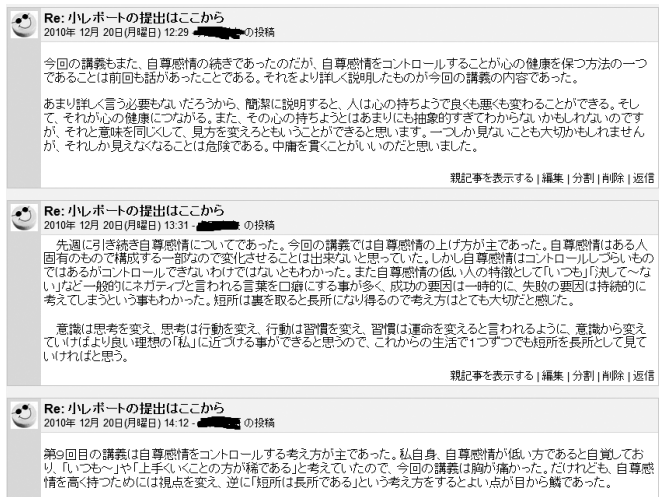 Re: 小レポートの提出はここから
2010年 12月 20日(月曜日) 12:29 - の投稿
今回の講義もまた、自尊感情の続きであったのだが、自尊感情をコントロールすることが心の健康を保つ方法の一つ
であることは前回も話があったことである。それをより詳しく説明したものが今回の講義の内容であった。
あまり詳しく言う必要もないだろうから、簡潔に説明すると、人は心の持ちようで良くも悪くも変わることができる。そし
て、それが心の健康につながる。また、その心の持ちようとはあまりにも抽象的すぎてわからないかもしれないのです
が、それと意味を同じくして、見方を変えろともいうことができると思います。一つしか見ないことも大切かもしれません
が、それしか見えなくなることは危険である。中庸を貫くことがいいのだと思いました。
親記事を表示する | 編集 | 分割 | 削除 | 返信
Re: 小レポートの提出はここから
2010年 12月 20日(月曜日) 13:31 - の投稿
先週に引き続き自尊感情についてであった。今回の講義では自尊感情の上げ方が主であった。自尊感情はある人
固有のもので構成する一部なので変化させることは出来ないと思っていた。しかし自尊感情はコントロールしづらいもの
ではあるがコントロールできないわけではないともわかった。また自尊感情の低い人の特徴として「いつも」「決して～な
い」など一般的にネガティブと言われる言葉を口癖にする事が多く、成功の要因は一時的に、失敗の要因は持続的に
考えてしまうという事もわかった。短所は裏を取ると長所になり得るので考え方はとても大切だと感じた。
意識は思考を変え、思考は行動を変え、行動は習慣を変え、習慣は運命を変えると言われるように、意識から変え
ていけばより良い理想の「私」に近づける事ができると思うので、これからの生活で1つずつでも短所を長所として見て
いければと思う。
親記事を表示する | 編集 | 分割 | 削除 | 返信
Re: 小レポートの提出はここから
2010年 12月 20日(月曜日) 14:12 - の投稿
第9回目の講義は自尊感情をコントロールする考え方が主であった。私自身、自尊感情が低い方であると自覚してお
り、「いつも～」や「上手くいくことの方が稀である」と考えていたので、今回の講義は胸が痛かった。だけれども、自尊感
情を高く持つためには視点を変え、逆に「短所は長所である」という考え方をするとよい点が目から鱗であった。